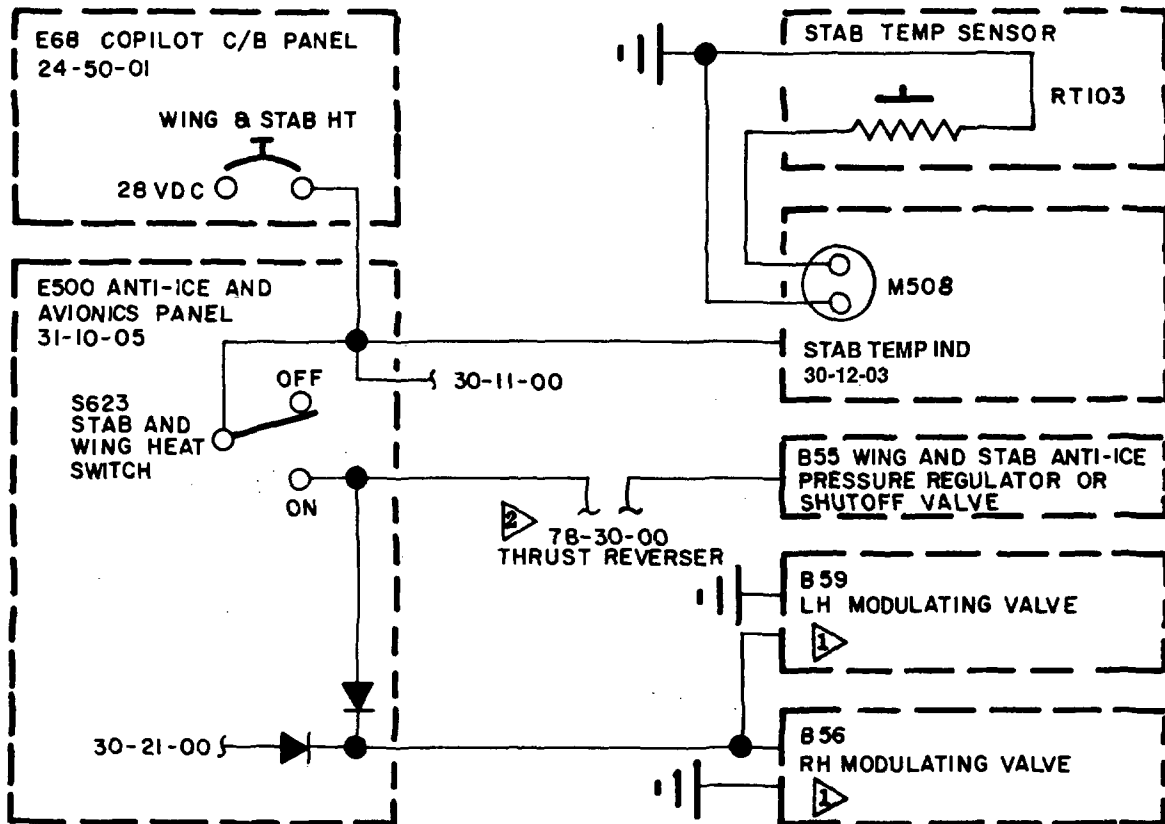 E68 COPILOT C/B PANEL
24-50-01
WING & STAB HT
28 VDC
E500 ANTI-ICE AND
AVIONICS PANEL
31-10-05
OFF
S623
STAB AND
WING HEAT
SWITCH
ON
30-11-00
2
78-30-00
THRUST REVERSER
30-21-00
STAB TEMP SENSOR
RT103
M508
STAB TEMP IND
30-12-03
B55 WING AND STAB ANTI-ICE
PRESSURE REGULATOR OR
SHUTOFF VALVE
B59
LH MODULATING VALVE
1
B56
RH MODULATING VALVE
1